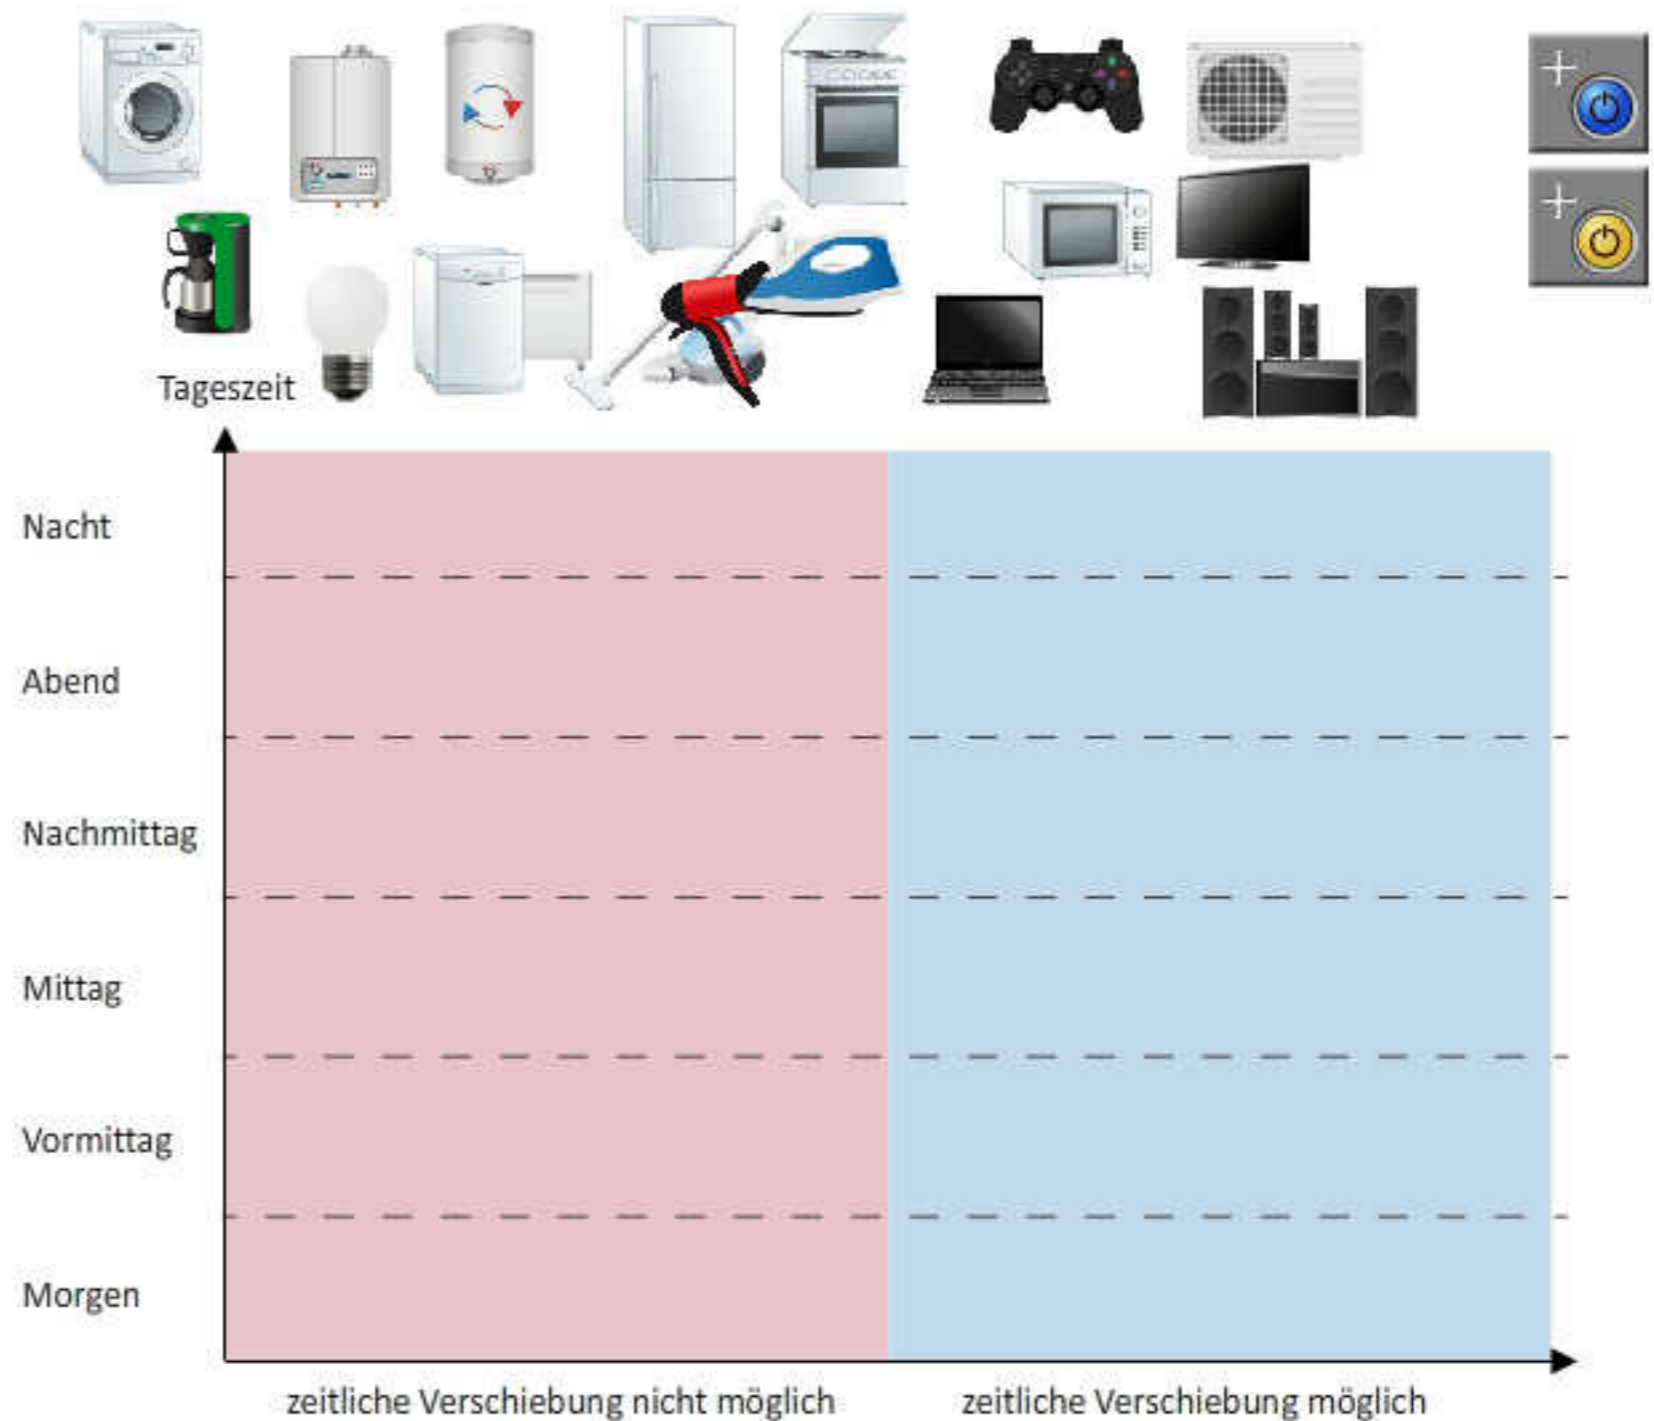 Tageszeit
Nacht
Abend
Nachmittag
Mittag
Vormittag
Morgen
zeitliche Verschiebung nicht möglich
zeitliche Verschiebung möglich